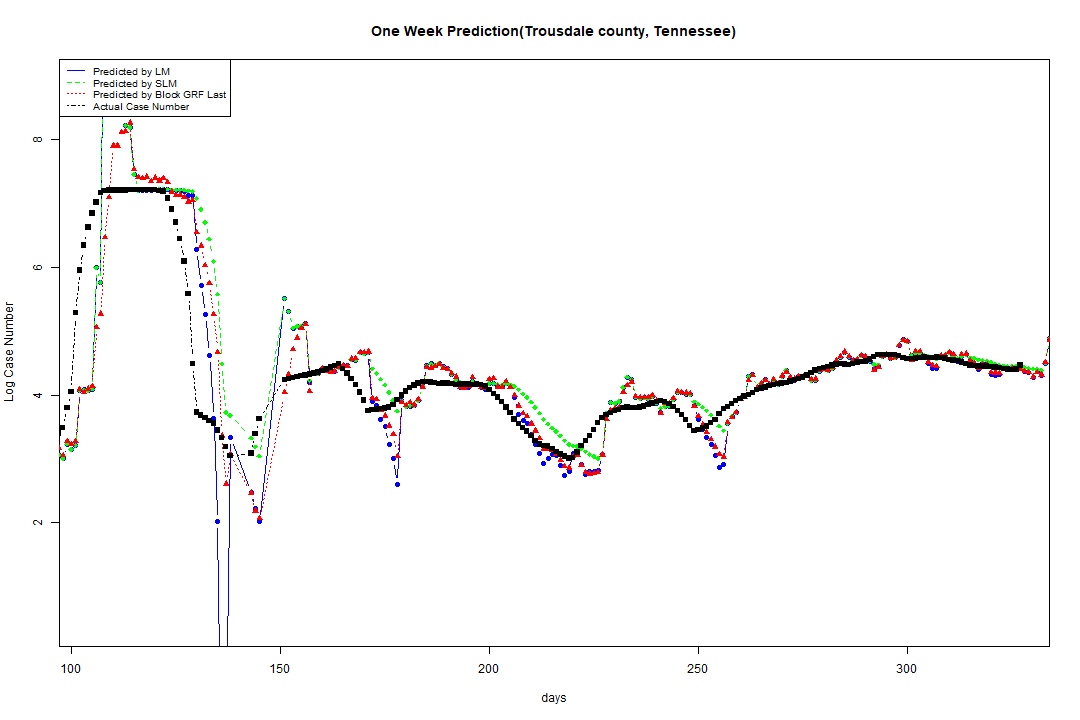 One Week Prediction(Trousdale county, Tennessee)
Predicted by LM
Predicted by SLM
Predicted by Block GRF Last
Actual Case Number
8
6
4
2
Log Case Number
100 150 200 250 300
days